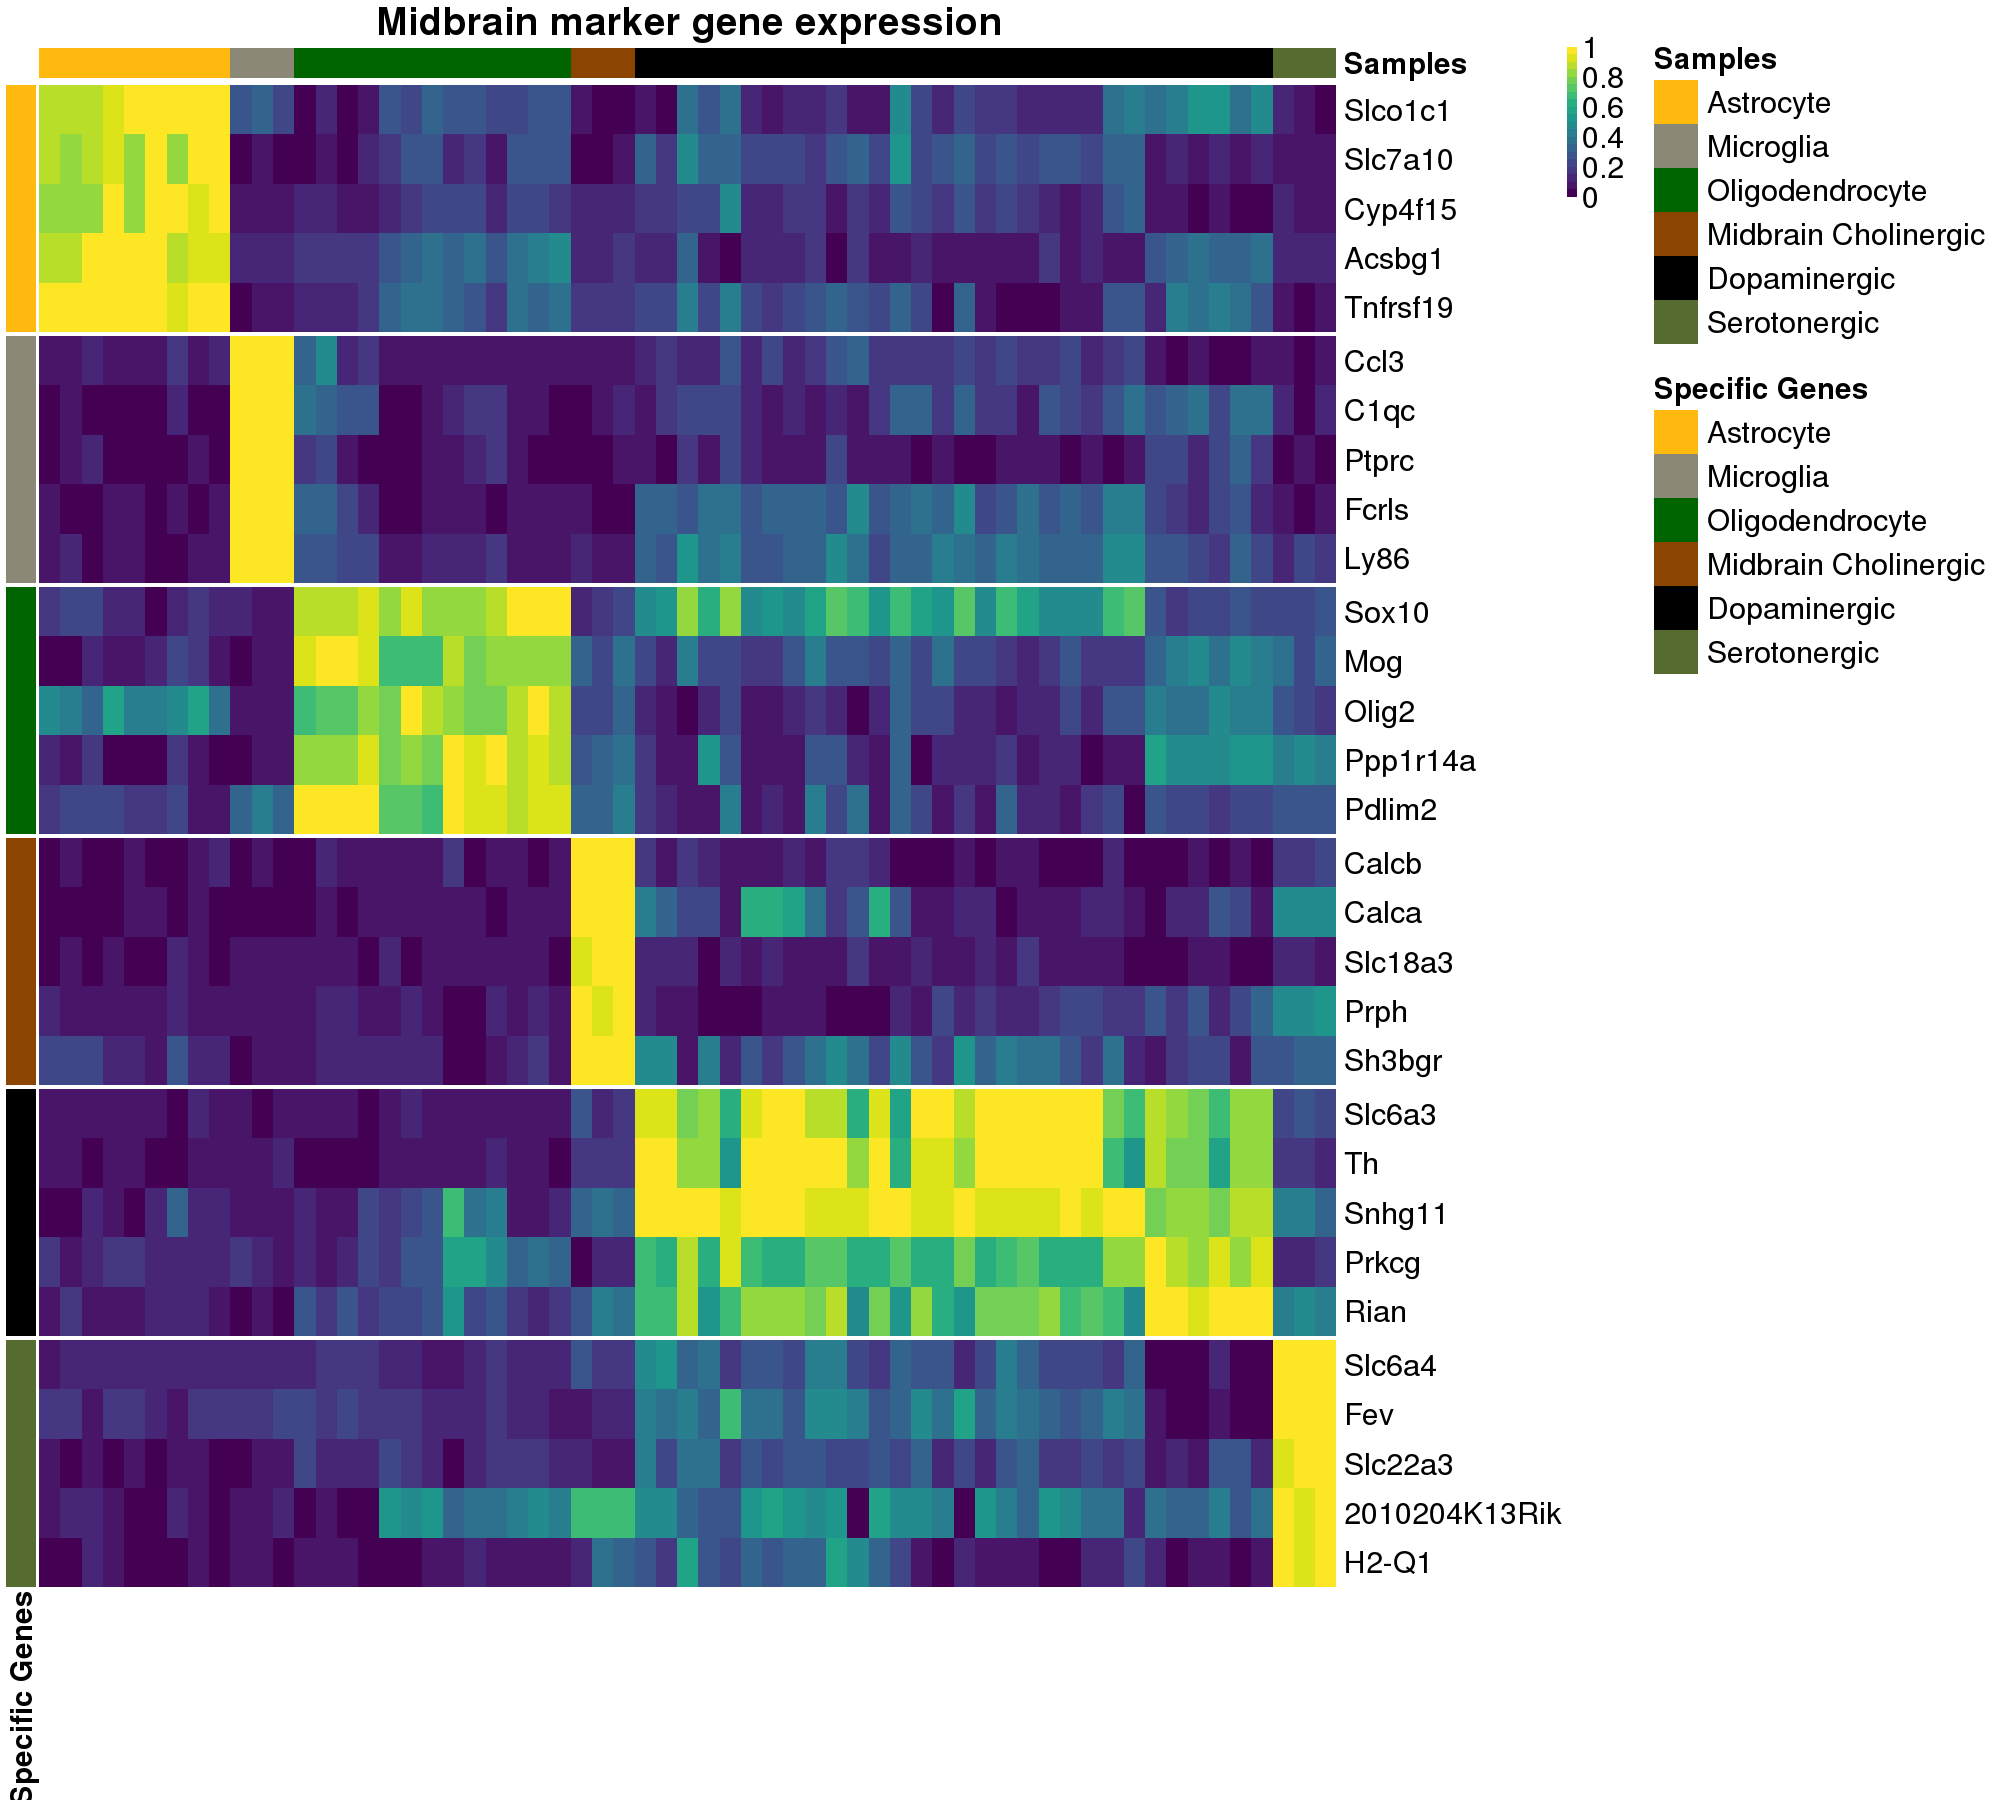 Midbrain marker gene expression
Samples
Slco1c1
Slc7a10
Cyp4f15
Acsbg1
Tnfrsf19
Ccl3
C1qc
Ptprc
Fcrls
Ly86
Sox10
Mog
Olig2
Ppp1r14a
Pdlim2
Calcb
Calca
Slc18a3
Prph
Sh3bgr
Slc6a3
Th
Snhg11
Prkcg
Rian
Slc6a4
Fev
Slc22a3
2010204K13Rik
H2-Q1
Specific Genes
1
0.8
0.6
0.4
0.2
0
Samples
Astrocyte
Microglia
Oligodendrocyte
Midbrain Cholinergic
Dopaminergic
Serotonergic
Specific Genes
Astrocyte
Microglia
Oligodendrocyte
Midbrain Cholinergic
Dopaminergic
Serotonergic